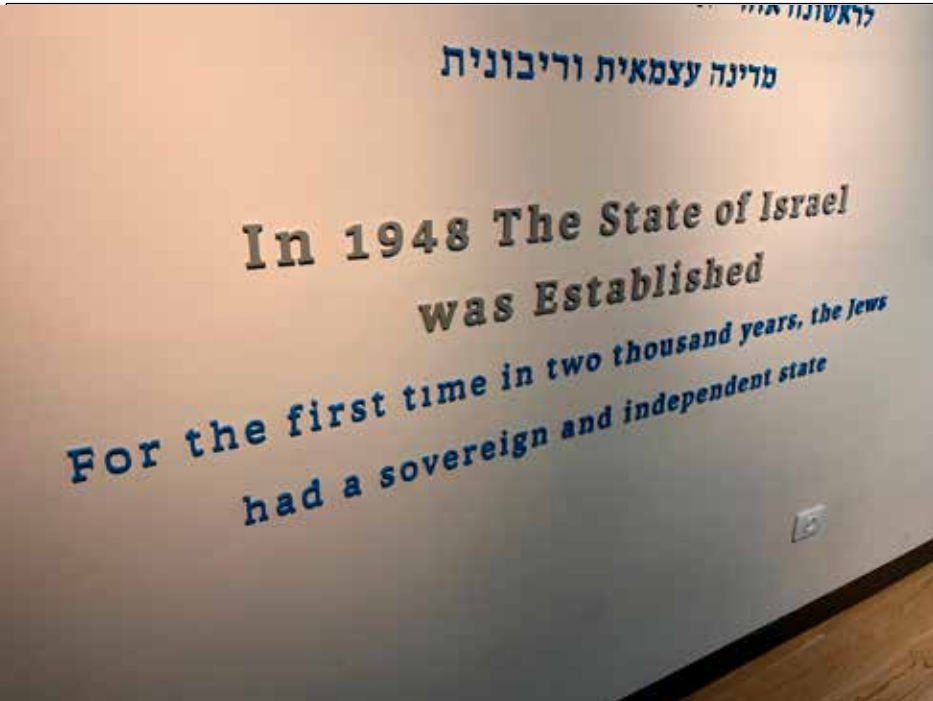 לראשונה
מדינה עצמאית וריבונית
In 1948 The State of Israel
was Established
For the first time in two thousand years, the Jews
had a sovereign and independent state